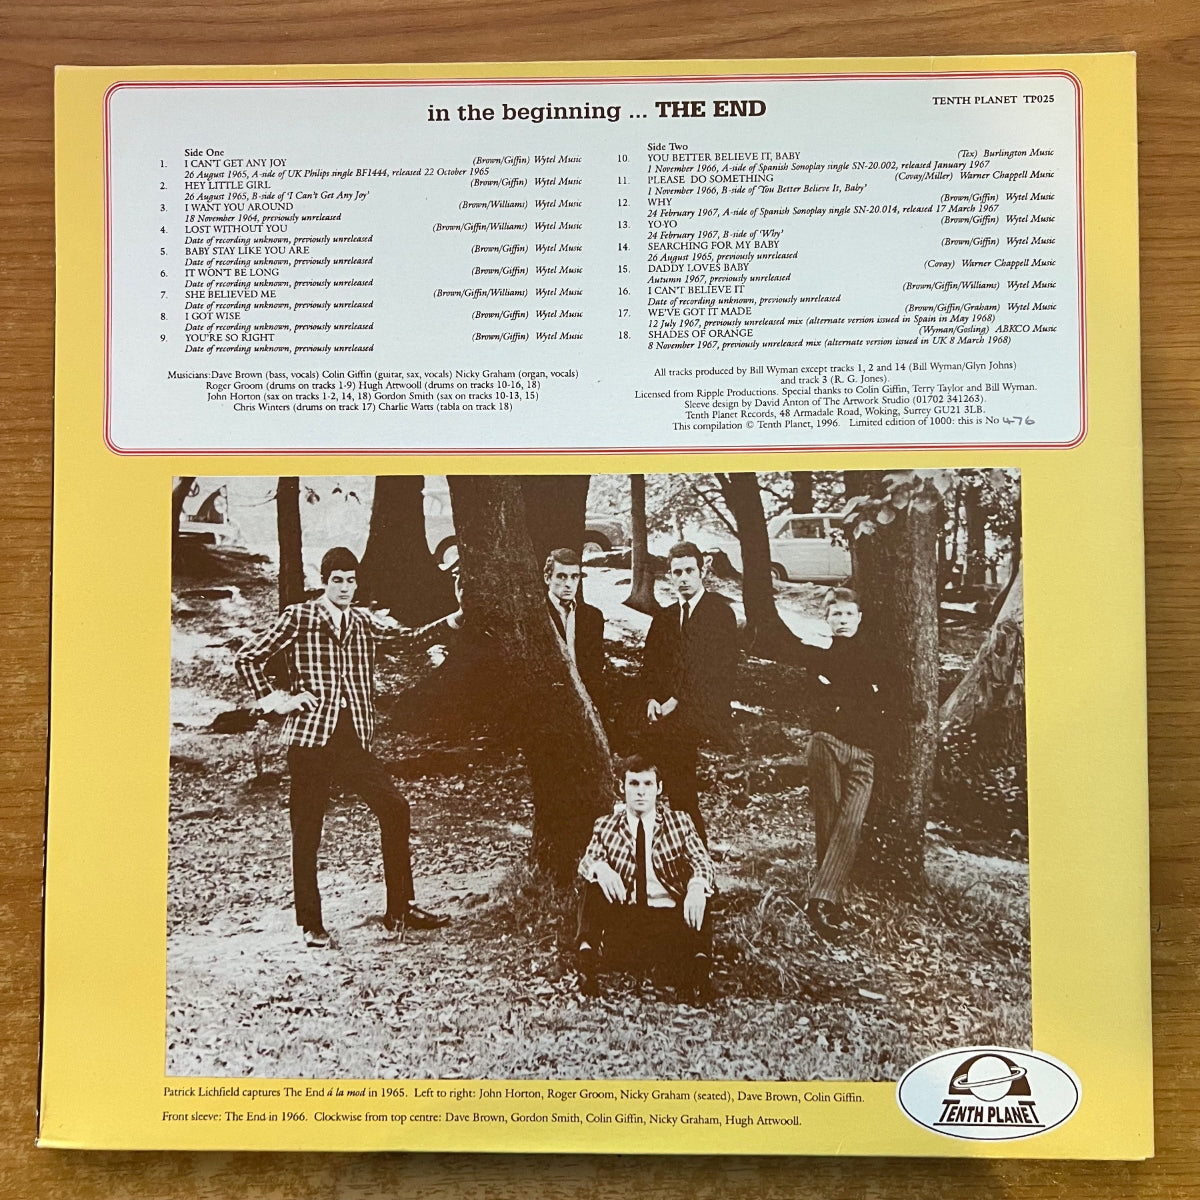 in the beginning ... THE END
TENTH PLANET TP025
Side One
1. I CAN'T GET ANY JOY (Brown/Giffin) Wytel Music
26 August 1965, A-side of UK Philips single BF1444, released 22 October 1965
2. HEY LITTLE GIRL (Brown/Giffin) Wytel Music
26 August 1965, B-side of 'I Can't Get Any Joy'
3. I WANT YOU AROUND (Brown/Williams) Wytel Music
18 November 1964, previously unreleased
4. LOST WITHOUT YOU (Brown/Giffin/Williams) Wytel Music
Date of recording unknown, previously unreleased
5. BABY STAY LIKE YOU ARE (Brown/Giffin) Wytel Music
Date of recording unknown, previously unreleased
6. IT WON'T BE LONG (Brown/Giffin) Wytel Music
Date of recording unknown, previously unreleased
7. SHE BELIEVED ME (Brown/Giffin/Williams) Wytel Music
Date of recording unknown, previously unreleased
8. I GOT WISE (Brown/Giffin) Wytel Music
Date of recording unknown, previously unreleased
9. YOU'RE SO RIGHT (Brown/Giffin) Wytel Music
Date of recording unknown, previously unreleased
Musicians: Dave Brown (bass, vocals) Colin Giffin (guitar, sax, vocals) Nicky Graham (organ, vocals)
Roger Groom (drums on tracks 1-9) Hugh Attwooll (drums on tracks 10-16, 18)
John Horton (sax on tracks 1-2, 14, 18) Gordon Smith (sax on tracks 10-13, 15)
Chris Winters (drums on track 17) Charlie Watts (tabla on track 18)
Side Two
10. YOU BETTER BELIEVE IT, BABY (Tex) Burlington Music
1 November 1966, A-side of Spanish Sonoplay single SN-20.002, released January 1967
11. PLEASE DO SOMETHING (Covay/Miller) Warner Chappell Music
1 November 1966, B-side of 'You Better Believe It, Baby'
12. WHY (Brown/Giffin) Wytel Music
24 February 1967, A-side of Spanish Sonoplay single SN-20.014, released 17 March 1967
13. YO-YO (Brown/Giffin) Wytel Music
24 February 1967, B-side of 'Why'
14. SEARCHING FOR MY BABY (Brown/Giffin) Wytel Music
26 August 1965, previously unreleased
15. DADDY LOVES BABY (Covay) Warner Chappell Music
Autumn 1967, previously unreleased
16. I CAN'T BELIEVE IT (Brown/Giffin/Williams) Wytel Music
Date of recording unknown, previously unreleased
17. WE'VE GOT IT MADE (Brown/Giffin/Graham) Wytel Music
12 July 1967, previously unreleased mix (alternate version issued in Spain in May 1968)
18. SHADES OF ORANGE (Wyman/Gosling) ABKCO Music
8 November 1967, previously unreleased mix (alternate version issued in UK 8 March 1968)
All tracks produced by Bill Wyman except tracks 1, 2 and 14 (Bill Wyman/Glyn Johns)
and track 3 (R. G. Jones).
Licensed from Ripple Productions. Special thanks to Colin Giffin, Terry Taylor and Bill Wyman.
Sleeve design by David Anton of The Artwork Studio (01702 341263).
Tenth Planet Records, 48 Armadale Road, Woking, Surrey GU21 3LB.
This compilation © Tenth Planet, 1996. Limited edition of 1000: this is No 476
Patrick Lichfield captures The End á la mod in 1965. Left to right: John Horton, Roger Groom, Nicky Graham (seated), Dave Brown, Colin Giffin.
Front sleeve: The End in 1966. Clockwise from top centre: Dave Brown, Gordon Smith, Colin Giffin, Nicky Graham, Hugh Attwooll.
TENTH PLANET